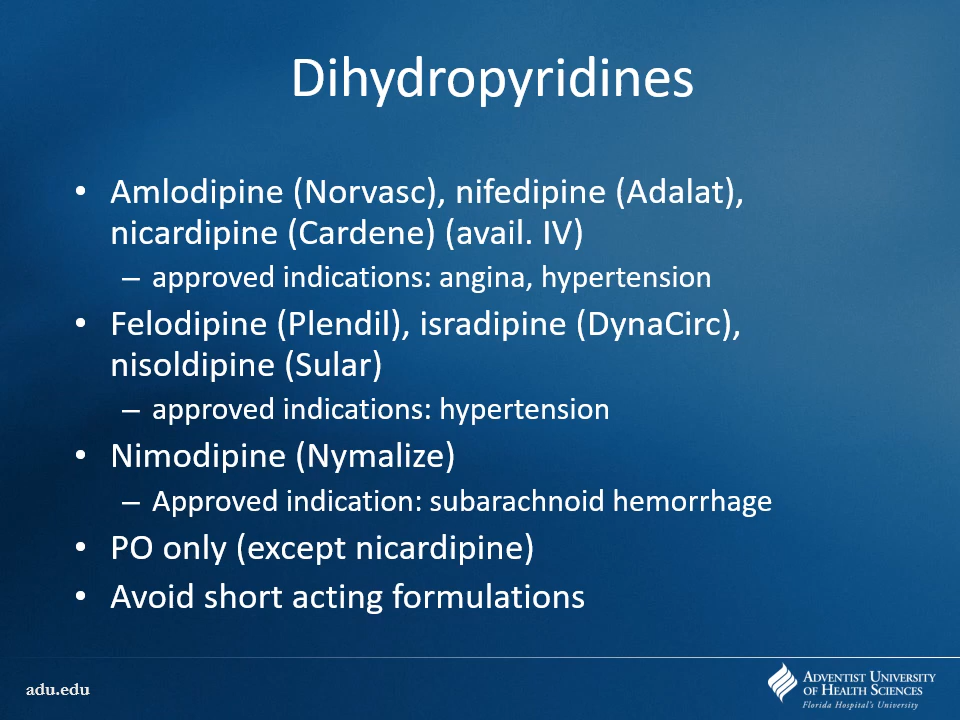 Dihydropyridines
• Amlodipine (Norvasc), nifedipine (Adalat),
nicardipine (Cardene) (avail. IV)
– approved indications: angina, hypertension
• Felodipine (Plendil), isradipine (DynaCirc),
nisoldipine (Sular)
– approved indications: hypertension
• Nimodipine (Nymalize)
– Approved indication: subarachnoid hemorrhage
• PO only (except nicardipine)
• Avoid short acting formulations
adu.edu
ADVENTIST UNIVERSITY
OF HEALTH SCIENCES
Florida Hospital's University